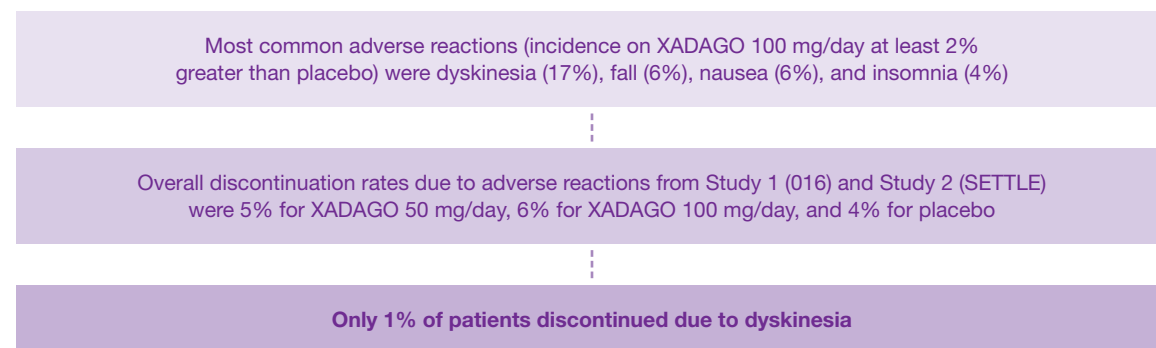 Most common adverse reactions (incidence on XADAGO 100 mg/day at least 2%
greater than placebo) were dyskinesia (17%), fall (6%), nausea (6%), and insomnia (4%)
Overall discontinuation rates due to adverse reactions from Study 1 (016) and Study 2 (SETTLE)
were 5% for XADAGO 50 mg/day, 6% for XADAGO 100 mg/day, and 4% for placebo
Only 1% of patients discontinued due to dyskinesia